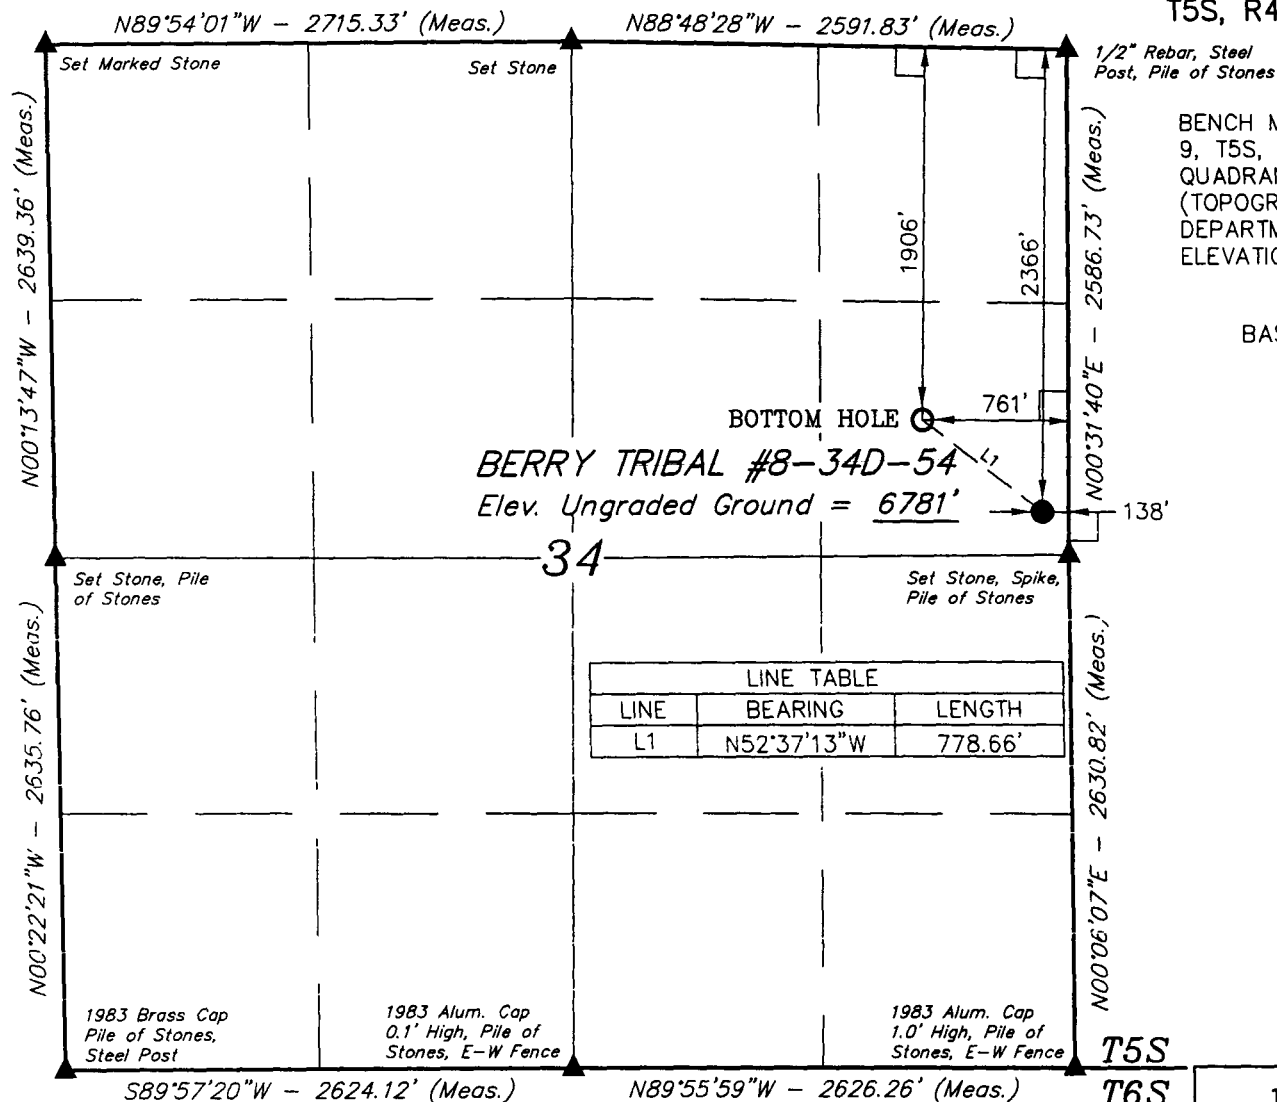 N89°54'01"W - 2715.33' (Meas.)
N88°48'28"W - 2591.83' (Meas.)
T5S, R4
Set Marked Stone
Set Stone
1/2" Rebar, Steel
Post, Pile of Stones
BENCH M
9, T5S,
QUADRAN
(TOPOGR
DEPARTM
ELEVATIO
BAS
N00°13'47"W - 2639.36' (Meas.)
1906'
2366'
N00°31'40"E - 2586.73' (Meas.)
761'
BOTTOM HOLE
L1
BERRY TRIBAL #8-34D-54
Elev. Ungraded Ground = 6781'
138'
34
Set Stone, Pile
of Stones
Set Stone, Spike,
Pile of Stones
LINE TABLE
LINE BEARING LENGTH
L1 N52°37'13"W 778.66'
N00°22'21"W - 2635.76' (Meas.)
N00°06'07"E - 2630.82' (Meas.)
1983 Brass Cap
Pile of Stones,
Steel Post
1983 Alum. Cap
0.1' High, Pile of
Stones, E-W Fence
1983 Alum. Cap
1.0' High, Pile of
Stones, E-W Fence
T5S
T6S
S89°57'20"W - 2624.12' (Meas.)
N89°55'59"W - 2626.26' (Meas.)